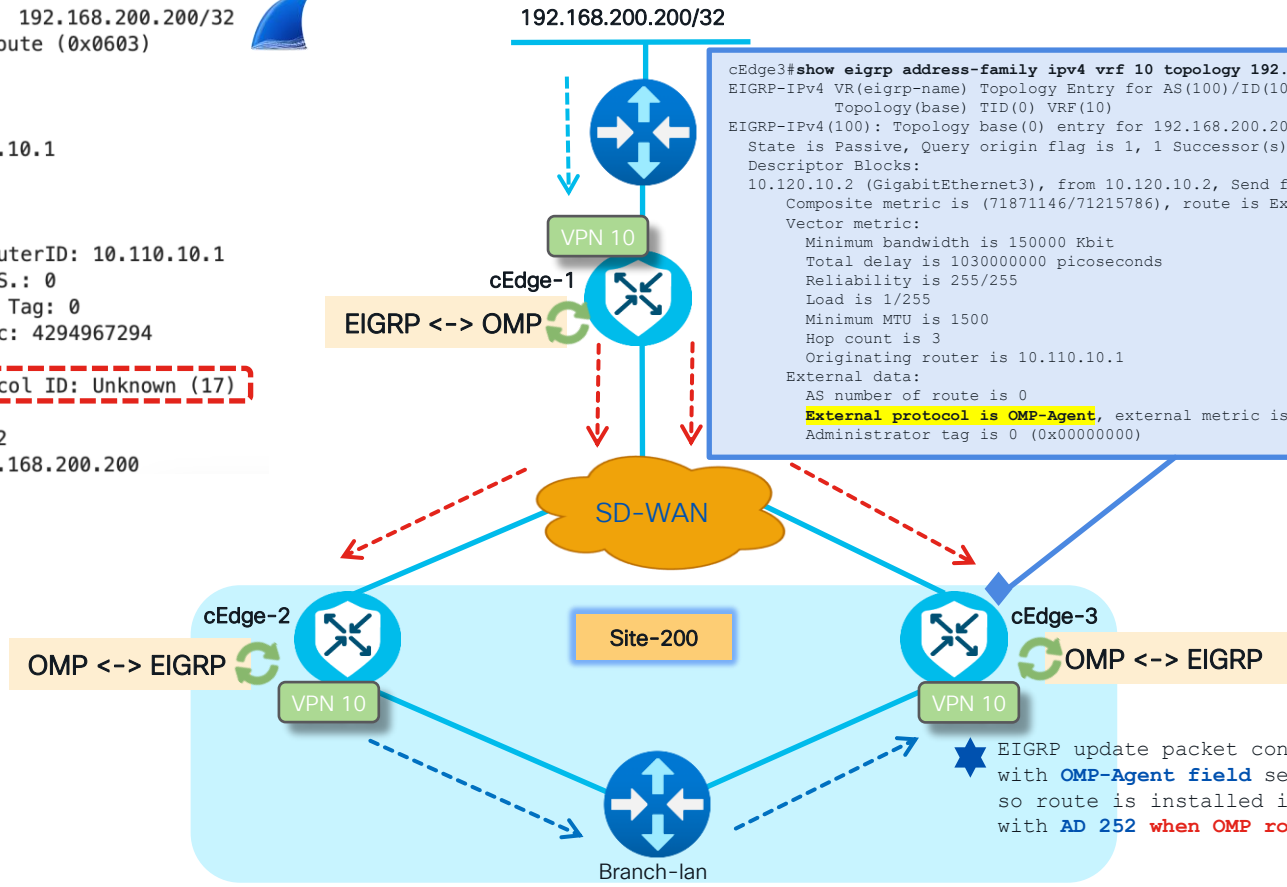 192.168.200.200/32
oute (0x0603)
.10.1
uterID: 10.110.10.1
S.: 0
Tag: 0
c: 4294967294
col ID: Unknown (17)
2
.168.200.200
192.168.200.200/32
cEdge3#show eigrp address-family ipv4 vrf 10 topology 192.
EIGRP-IPv4 VR(eigrp-name) Topology Entry for AS(100)/ID(10
Topology(base) TID(0) VRF(10)
EIGRP-IPv4(100): Topology base(0) entry for 192.168.200.20
State is Passive, Query origin flag is 1, 1 Successor(s)
Descriptor Blocks:
10.120.10.2 (GigabitEthernet3), from 10.120.10.2, Send f
Composite metric is (71871146/71215786), route is Ex
Vector metric:
Minimum bandwidth is 150000 Kbit
Total delay is 1030000000 picoseconds
Reliability is 255/255
Load is 1/255
Minimum MTU is 1500
Hop count is 3
Originating router is 10.110.10.1
External data:
AS number of route is 0
External protocol is OMP-Agent, external metric is
Administrator tag is 0 (0x00000000)
VPN 10
cEdge-1
EIGRP <-> OMP
SD-WAN
cEdge-2
Site-200
cEdge-3
OMP <-> EIGRP
OMP <-> EIGRP
VPN 10
VPN 10
EIGRP update packet con
with OMP-Agent field se
so route is installed i
with AD 252 when OMP ro
Branch-lan